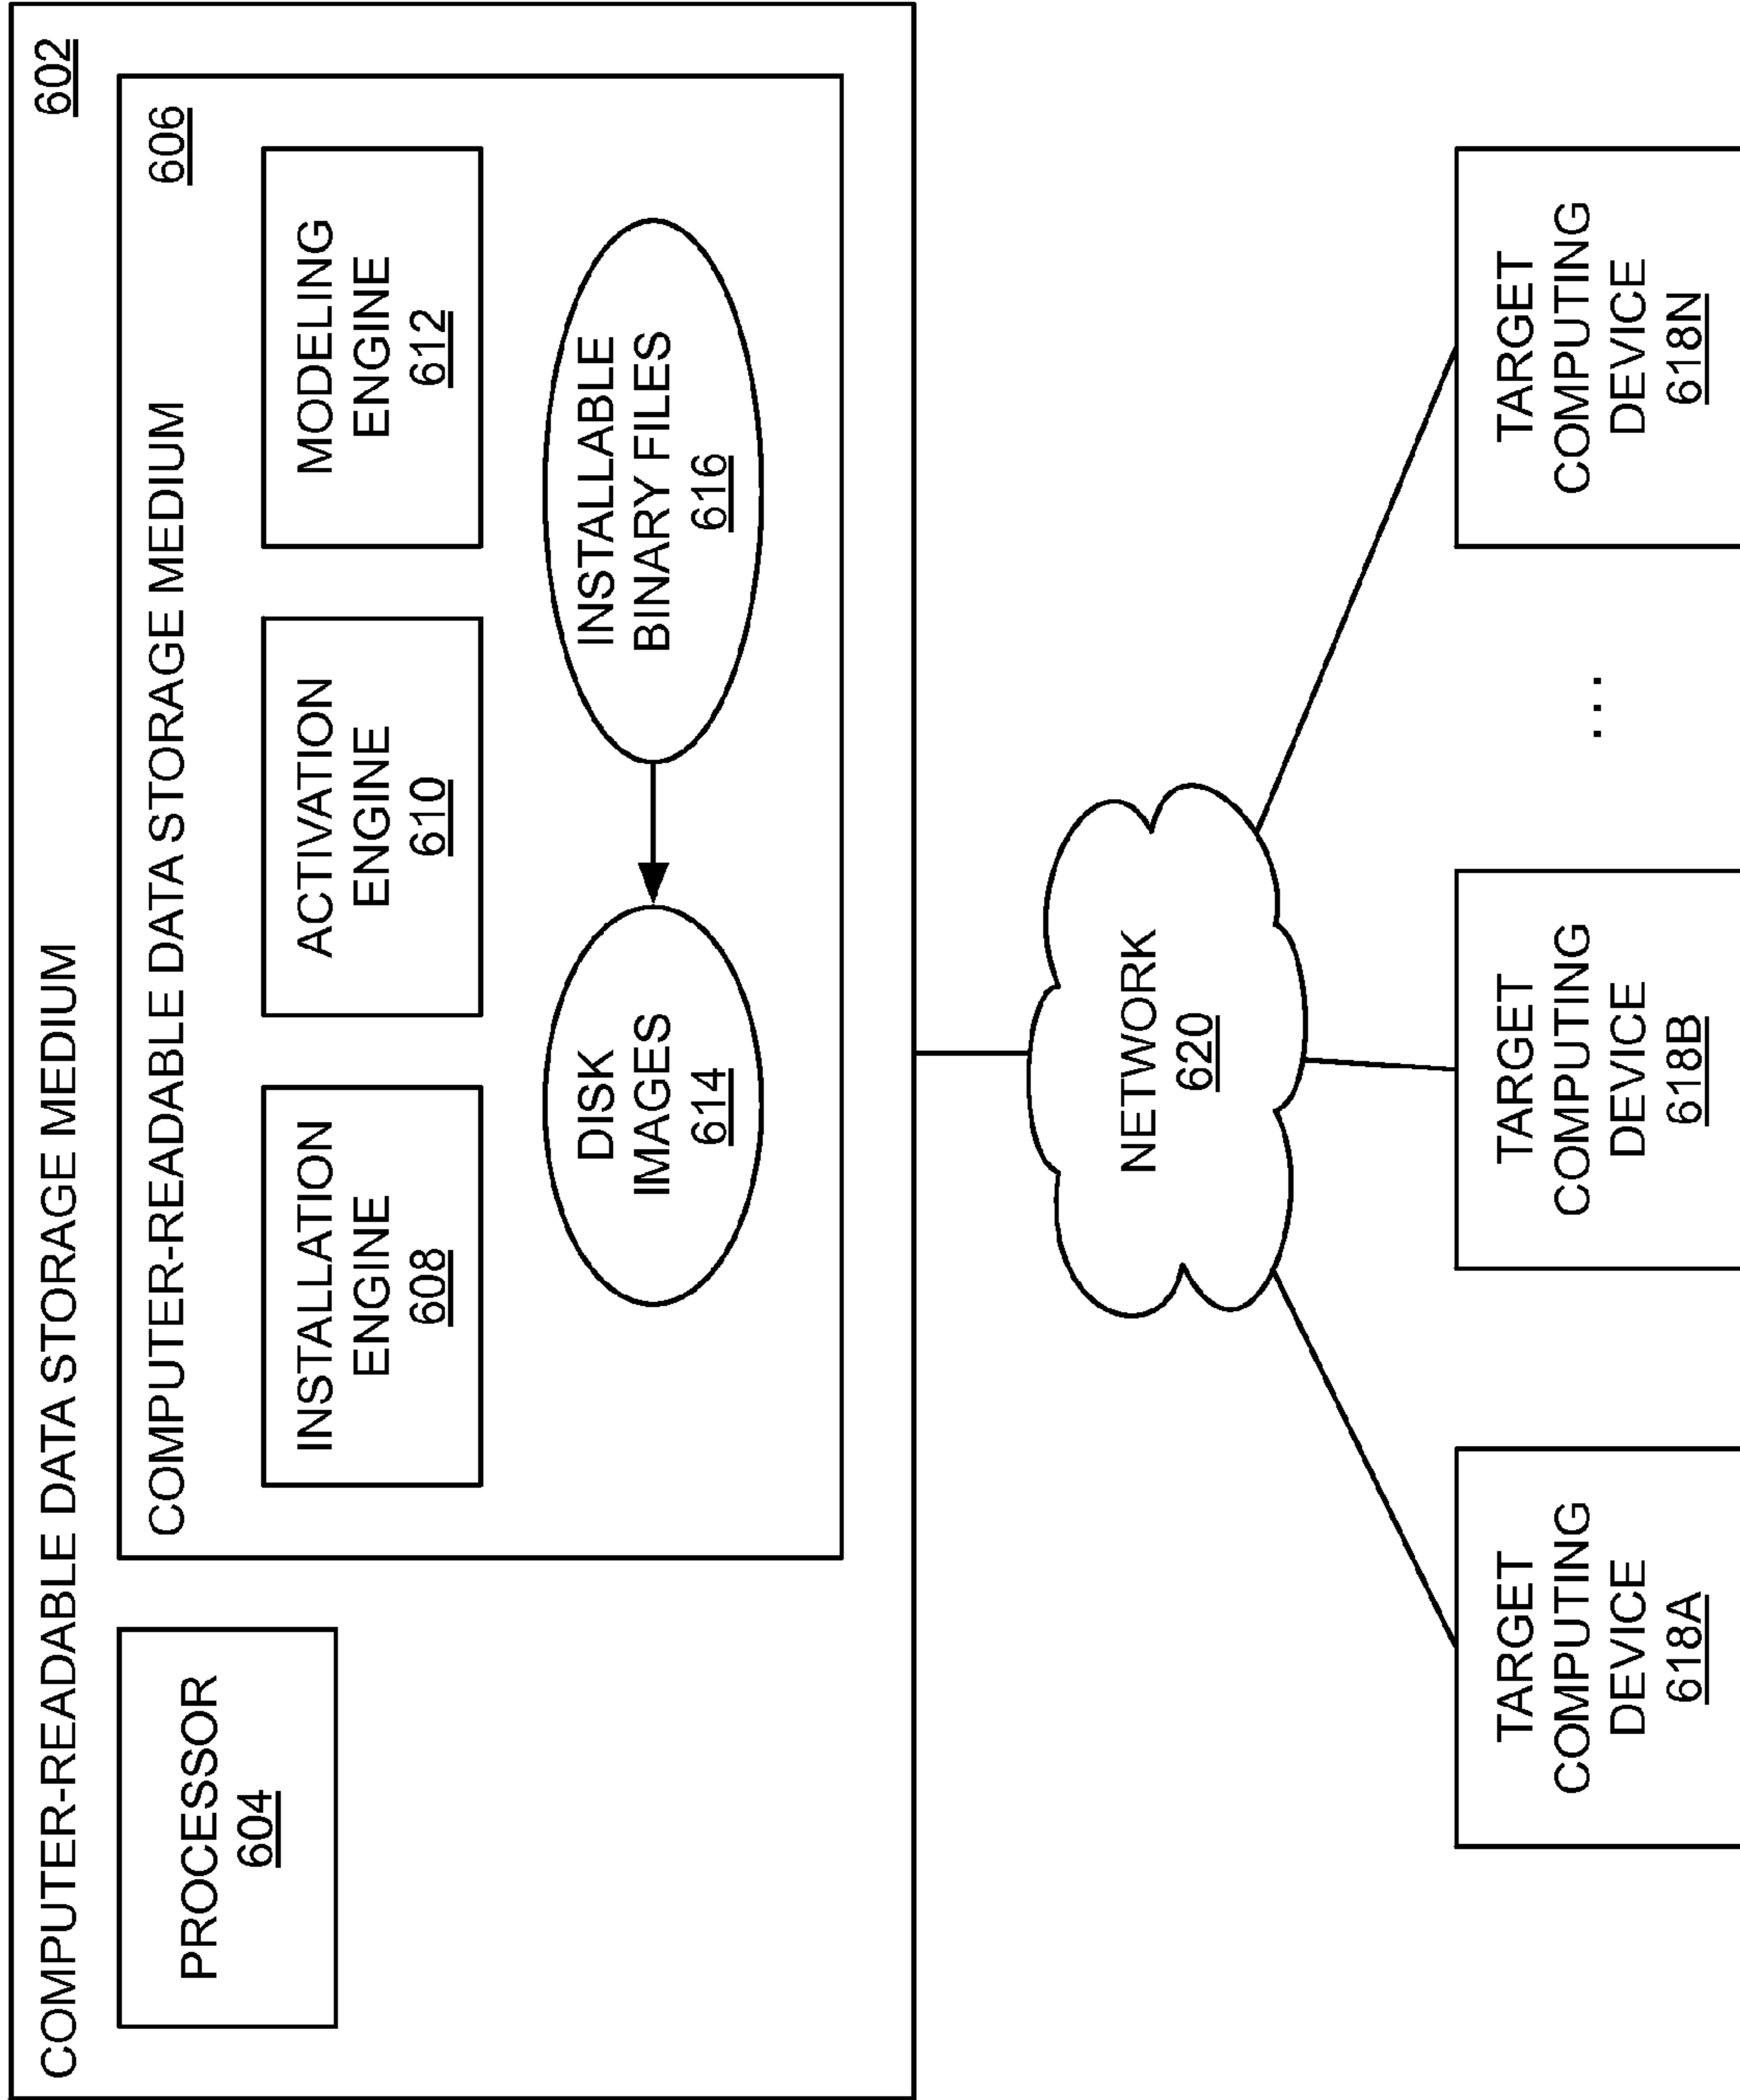 COMPUTER-READABLE DATA STORAGE MEDIUM
602
PROCESSOR
604
COMPUTER-READABLE DATA STORAGE MEDIUM
606
INSTALLATION
ENGINE
608
ACTIVATION
ENGINE
610
MODELING
ENGINE
612
DISK
IMAGES
614
INSTALLABLE
BINARY FILES
616
NETWORK
620
TARGET
COMPUTING
DEVICE
618A
TARGET
COMPUTING
DEVICE
618B
...
TARGET
COMPUTING
DEVICE
618N